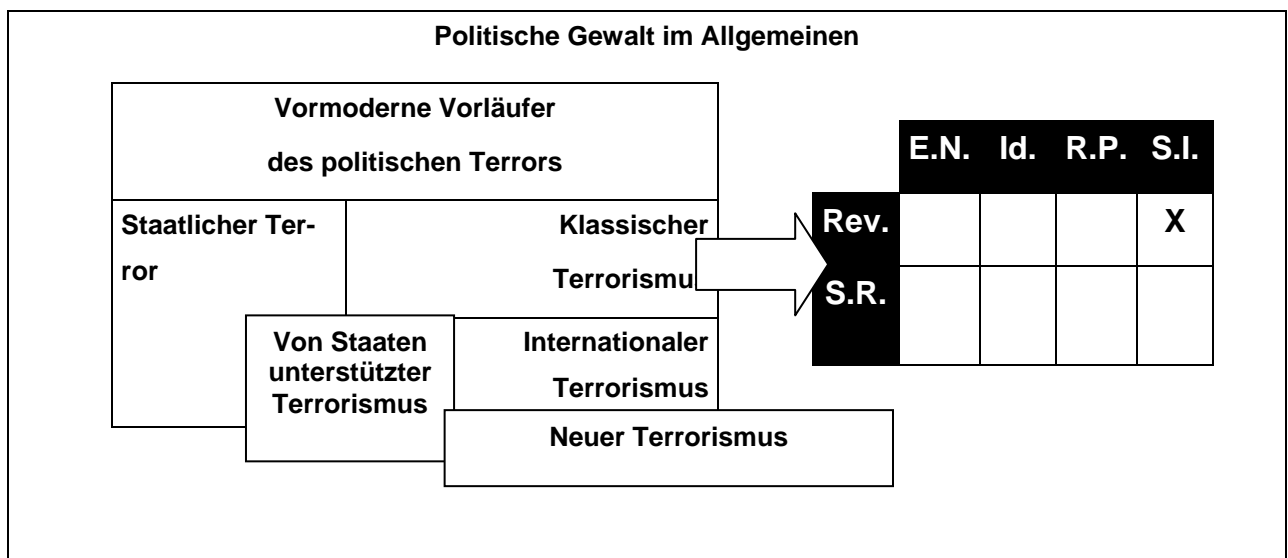 Politische Gewalt im Allgemeinen
Vormoderne Vorläufer
des politischen Terrors
Staatlicher Ter-
ror
Klassischer
Terrorismu
Von Staaten
unterstützter
Terrorismus
Internationaler
Terrorismus
Neuer Terrorismus
E.N. Id. R.P. S.I.
Rev. X
S.R.